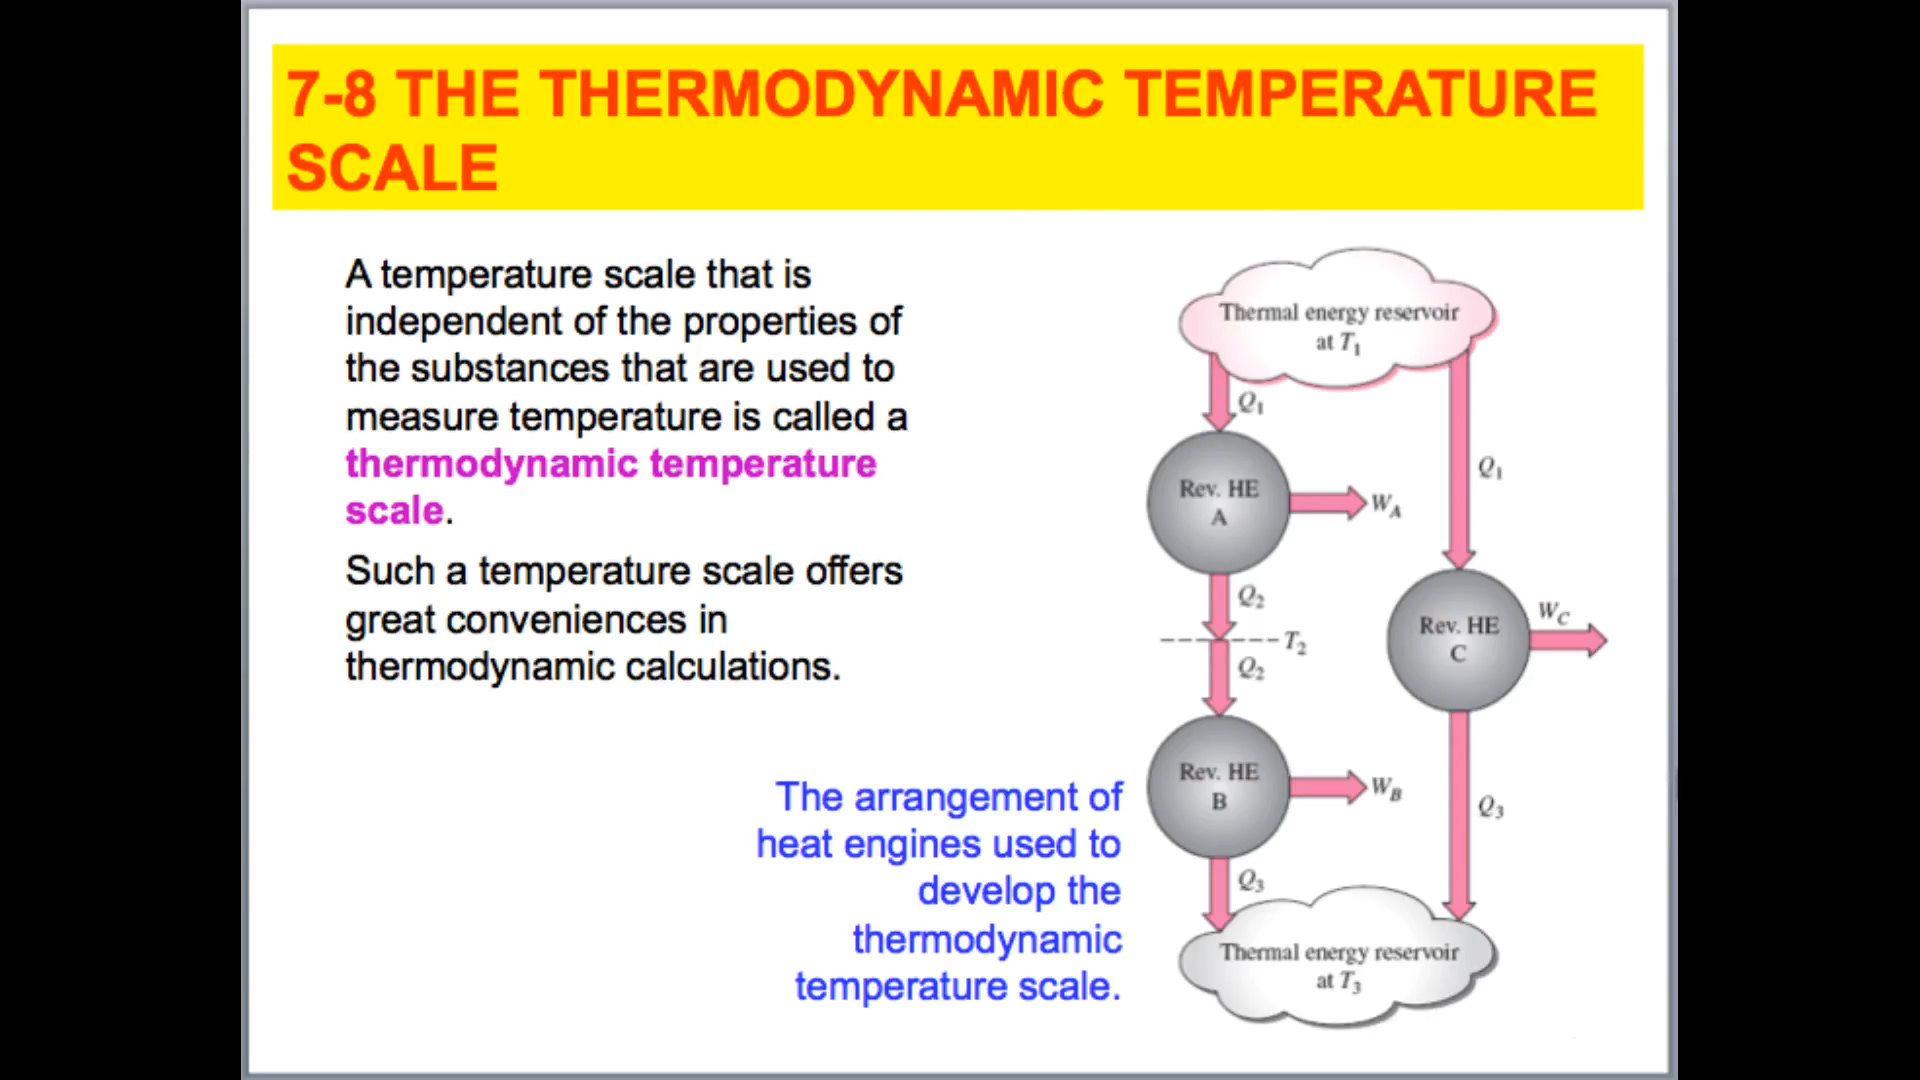 7-8 THE THERMODYNAMIC TEMPERATURE
SCALE
A temperature scale that is
independent of the properties of
the substances that are used to
measure temperature is called a
thermodynamic temperature
scale.
Such a temperature scale offers
great conveniences in
thermodynamic calculations.
The arrangement of
heat engines used to
develop the
thermodynamic
temperature scale.
Thermal energy reservoir
at T₁
Q₁
Q₁
Rev. HE
A
W_A
Q₂
T₂
Q₂
Rev. HE
C
W_C
Rev. HE
B
W_B
Q₃
Q₃
Thermal energy reservoir
at T₃